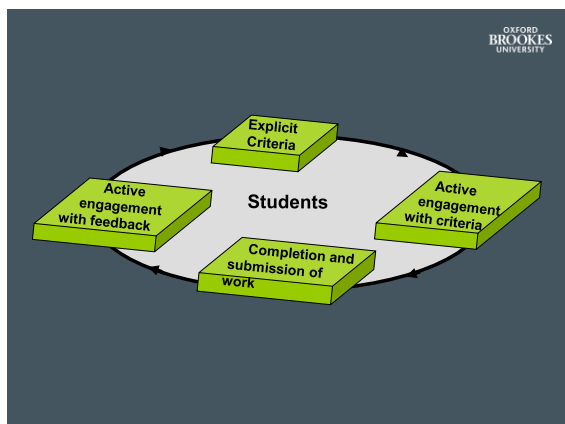 OXFORD
BROOKES
UNIVERSITY
Explicit
Criteria
Active
engagement
with feedback
Students
Active
engagement
with criteria
Completion and
submission of
work